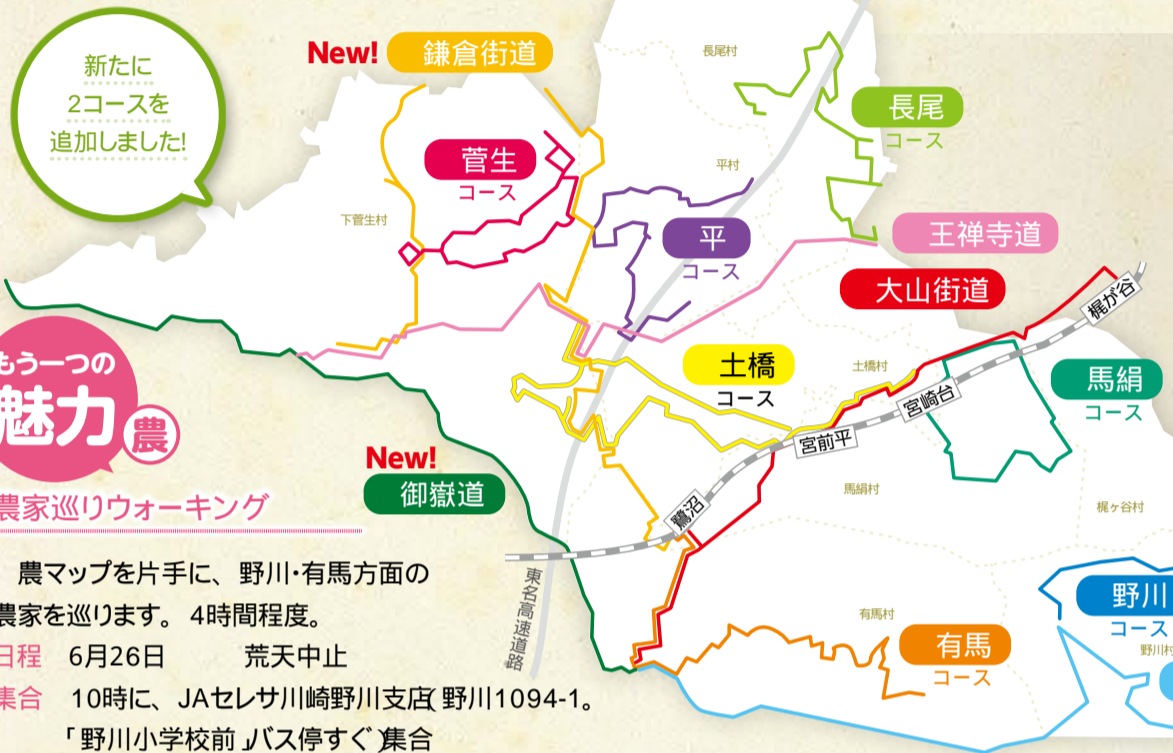 新たに
2コースを
追加しました!
New! 鎌倉街道
長尾村
長尾
コース
菅生
コース
平村
下菅生村
平
コース
王禅寺道
大山街道
梶が谷
土橋
コース
土橋村
宮崎台
馬絹
コース
宮前平
もう一つの
魅力 農
New!
御嶽道
鷺沼
馬絹村
梶ヶ谷村
農家巡りウォーキング
東名高速道路
農マップを片手に、野川・有馬方面の
農家を巡ります。 4時間程度。
有馬村
有馬
コース
野川
コース
野川村
日程 6月26日 荒天中止
集合 10時に、JAセレサ川崎野川支店(野川1094-1。
「野川小学校前」バス停すぐ)集合